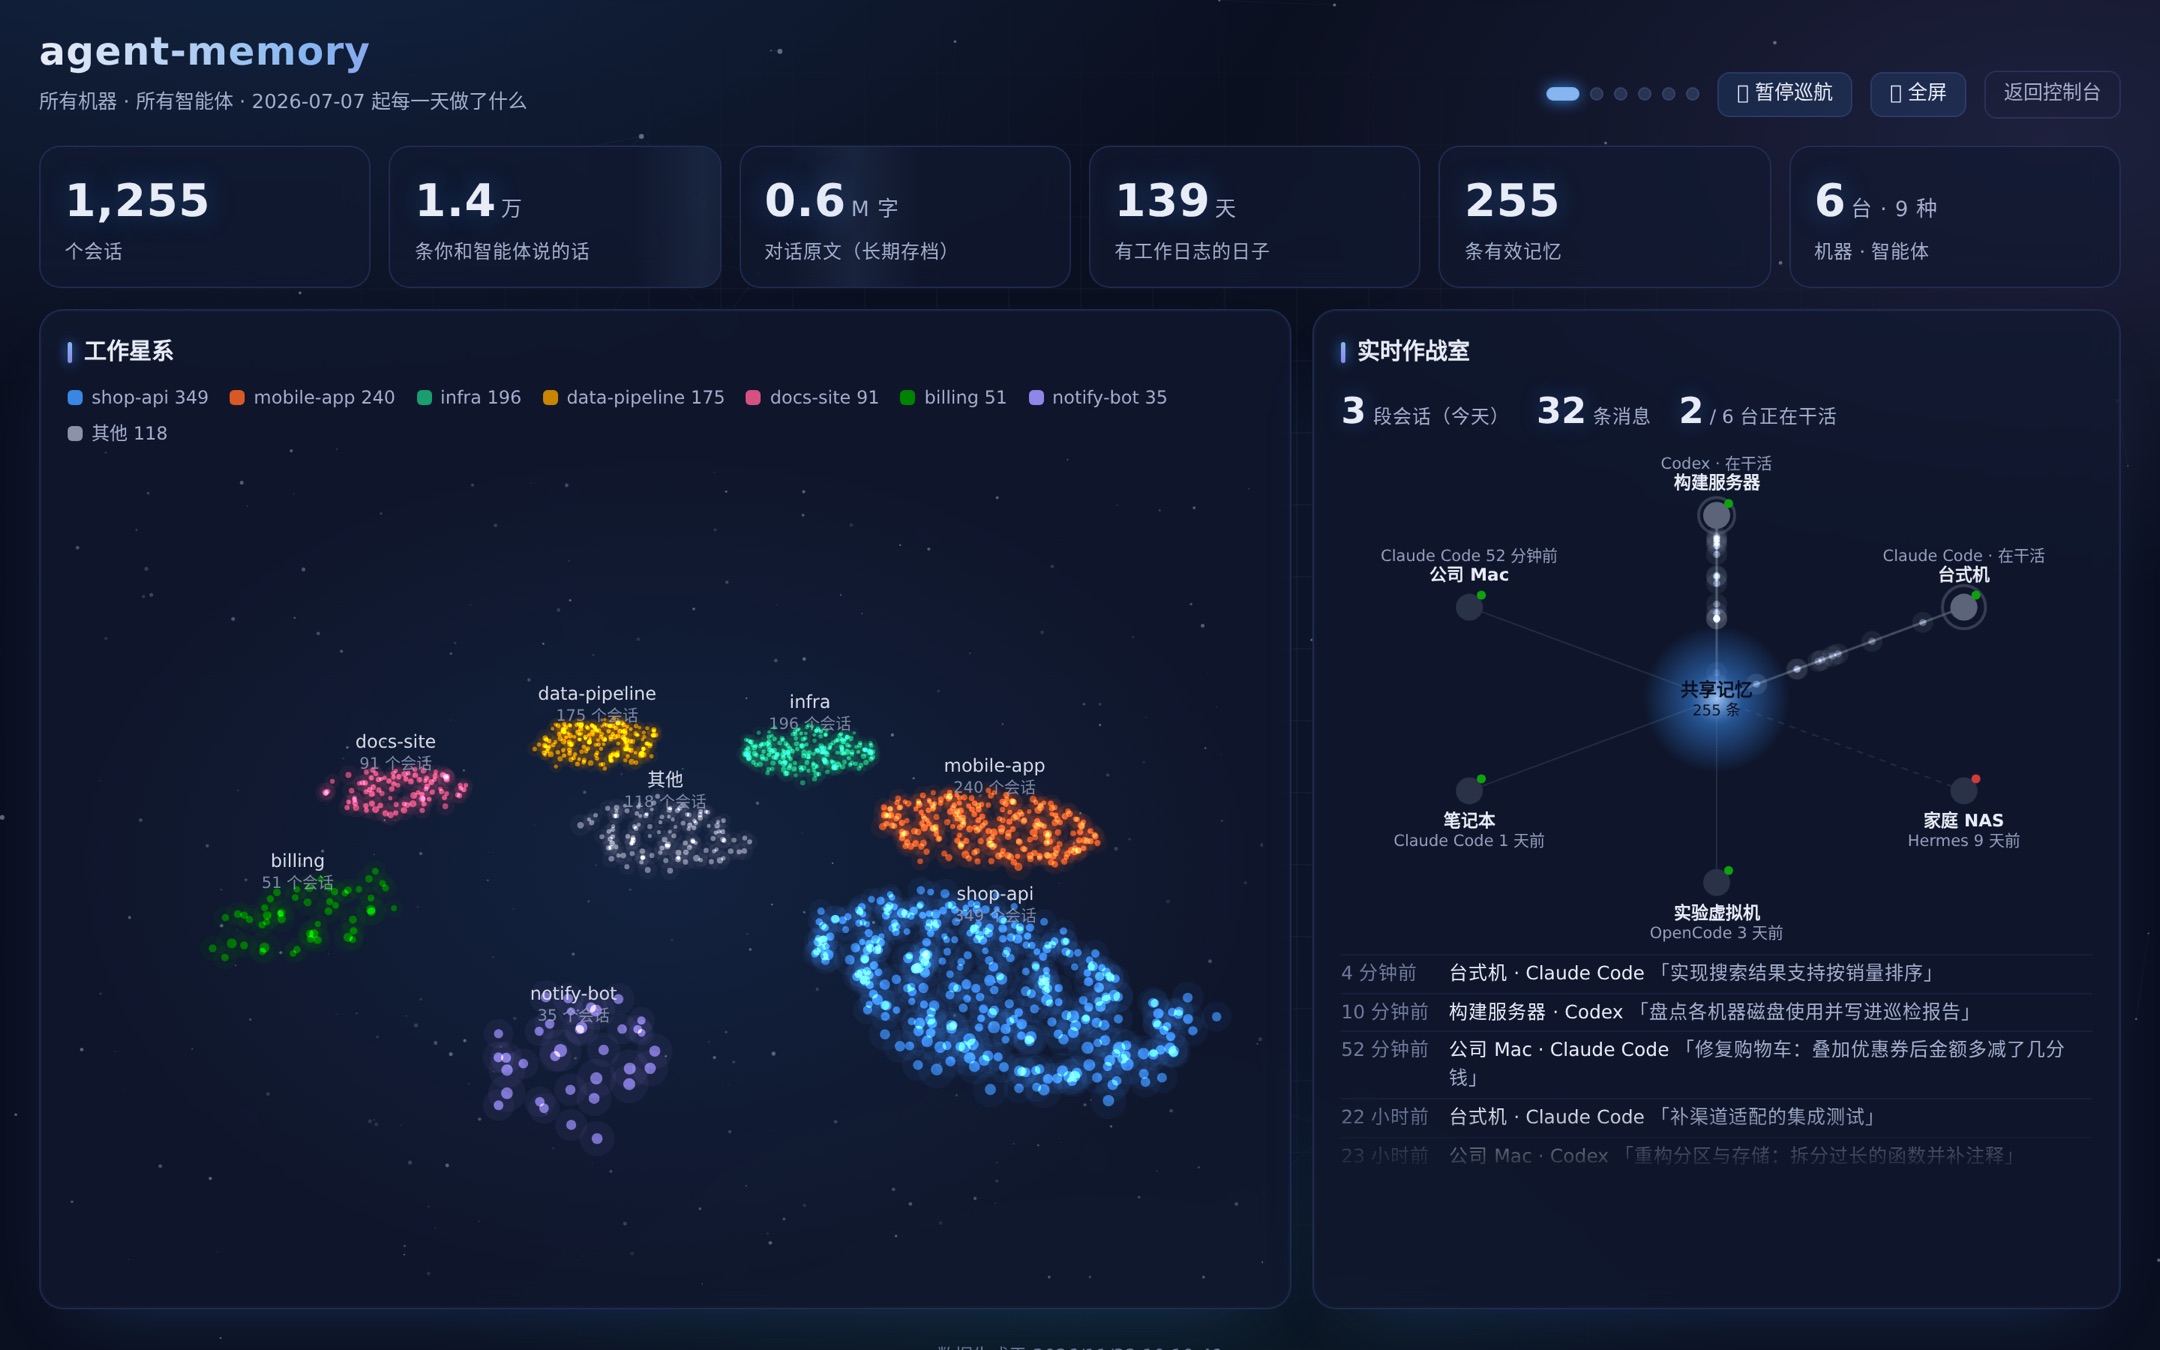 agent-memory
所有机器 · 所有智能体 · 2026-07-07 起每一天做了什么
暂停巡航
全屏
返回控制台
1,255
个会话
1.4 万
条你和智能体说的话
0.6 M 字
对话原文（长期存档）
139 天
有工作日志的日子
255
条有效记忆
6 台 · 9 种
机器 · 智能体
工作星系
shop-api 349 mobile-app 240 infra 196 data-pipeline 175 docs-site 91 billing 51 notify-bot 35
其他 118
data-pipeline
175 个会话
infra
196 个会话
docs-site
91 个会话
其他
118 个会话
mobile-app
240 个会话
billing
51 个会话
shop-api
349 个会话
notify-bot
35 个会话
实时作战室
3 段会话（今天） 32 条消息 2 / 6 台正在干活
Codex · 在干活
构建服务器
Claude Code 52 分钟前
公司 Mac
Claude Code · 在干活
台式机
共享记忆
255 条
笔记本
Claude Code 1 天前
家庭 NAS
Hermes 9 天前
实验虚拟机
OpenCode 3 天前
4 分钟前 台式机 · Claude Code 「实现搜索结果支持按销量排序」
10 分钟前 构建服务器 · Codex 「盘点各机器磁盘使用并写进巡检报告」
52 分钟前 公司 Mac · Claude Code 「修复购物车：叠加优惠券后金额多减了几分
钱」
22 小时前 台式机 · Claude Code 「补渠道适配的集成测试」
23 小时前 公司 Mac · Codex 「重构分区与存储：拆分过长的函数并补注释」